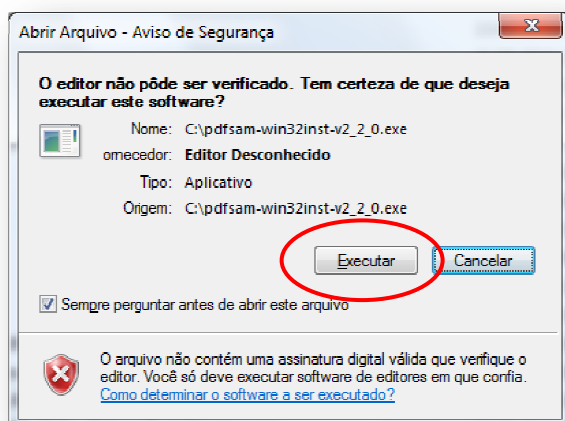 Abrir Arquivo - Aviso de Segurança
O editor não pôde ser verificado. Tem certeza de que deseja
executar este software?
Nome: C:\pdfsam-win32inst-v2_2_0.exe
ornecedor: Editor Desconhecido
Tipo: Aplicativo
Origem: C:\pdfsam-win32inst-v2_2_0.exe
Executar Cancelar
Sempre perguntar antes de abrir este arquivo
O arquivo não contém uma assinatura digital válida que verifique o
editor. Você só deve executar software de editores em que confia.
Como determinar o software a ser executado?